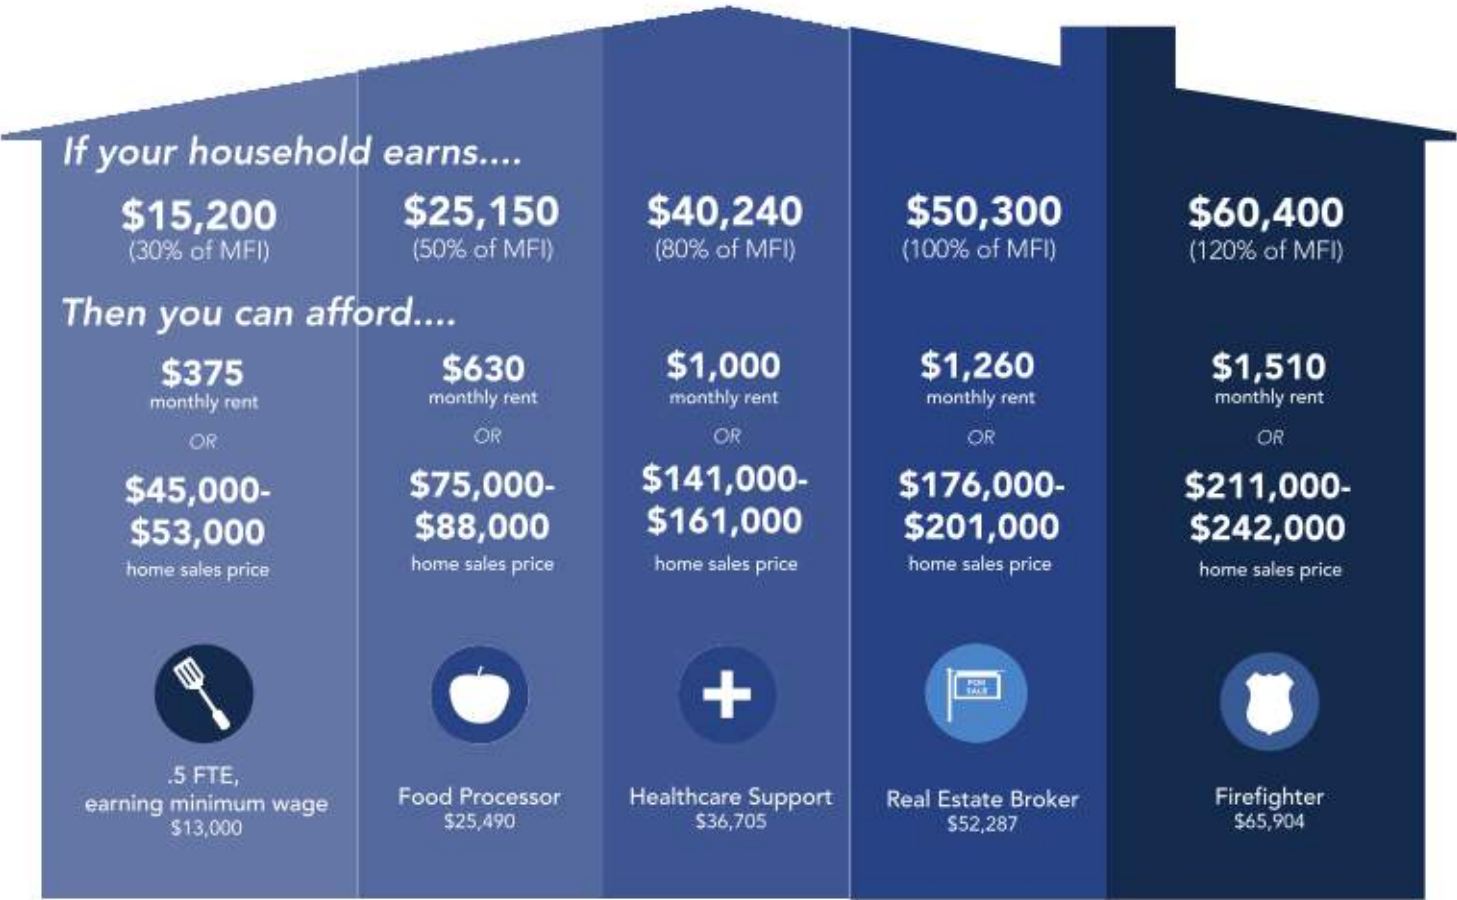 If your household earns....
$15,200
(30% of MFI)
$25,150
(50% of MFI)
$40,240
(80% of MFI)
$50,300
(100% of MFI)
$60,400
(120% of MFI)
Then you can afford....
$375
monthly rent
OR
$45,000-
$53,000
home sales price
$630
monthly rent
OR
$75,000-
$88,000
home sales price
$1,000
monthly rent
OR
$141,000-
$161,000
home sales price
$1,260
monthly rent
OR
$176,000-
$201,000
home sales price
$1,510
monthly rent
OR
$211,000-
$242,000
home sales price
.5 FTE,
earning minimum wage
$13,000
Food Processor
$25,490
Healthcare Support
$36,705
FOR
SALE
Real Estate Broker
$52,287
Firefighter
$65,904